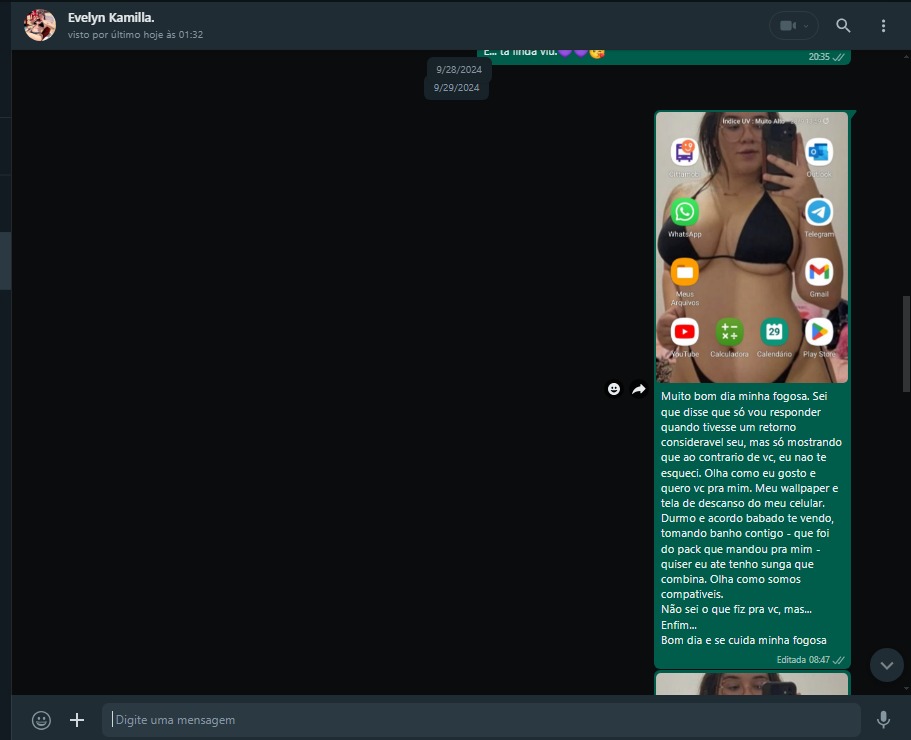 Evelyn Kamilla.
visto por último hoje às 01:32
E... ta linda viu.
20:35
9/28/2024
9/29/2024
Índice UV : Muito Alto
Outlook
WhatsApp
Telegram
Meus
Arquivos
Gmail
29
YouTube
Calculadora
Calendário
Play Store
Muito bom dia minha fogosa. Sei
que disse que só vou responder
quando tivesse um retorno
consideravel seu, mas só mostrando
que ao contrario de vc, eu nao te
esqueci. Olha como eu gosto e
quero vc pra mim. Meu wallpaper e
tela de descanso do meu celular.
Durmo e acordo babado te vendo,
tomando banho contigo - que foi
do pack que mandou pra mim -
quiser eu ate tenho sunga que
combina. Olha como somos
compativeis.
Não sei o que fiz pra vc, mas...
Enfim...
Bom dia e se cuida minha fogosa
Editada 08:47
Digite uma mensagem